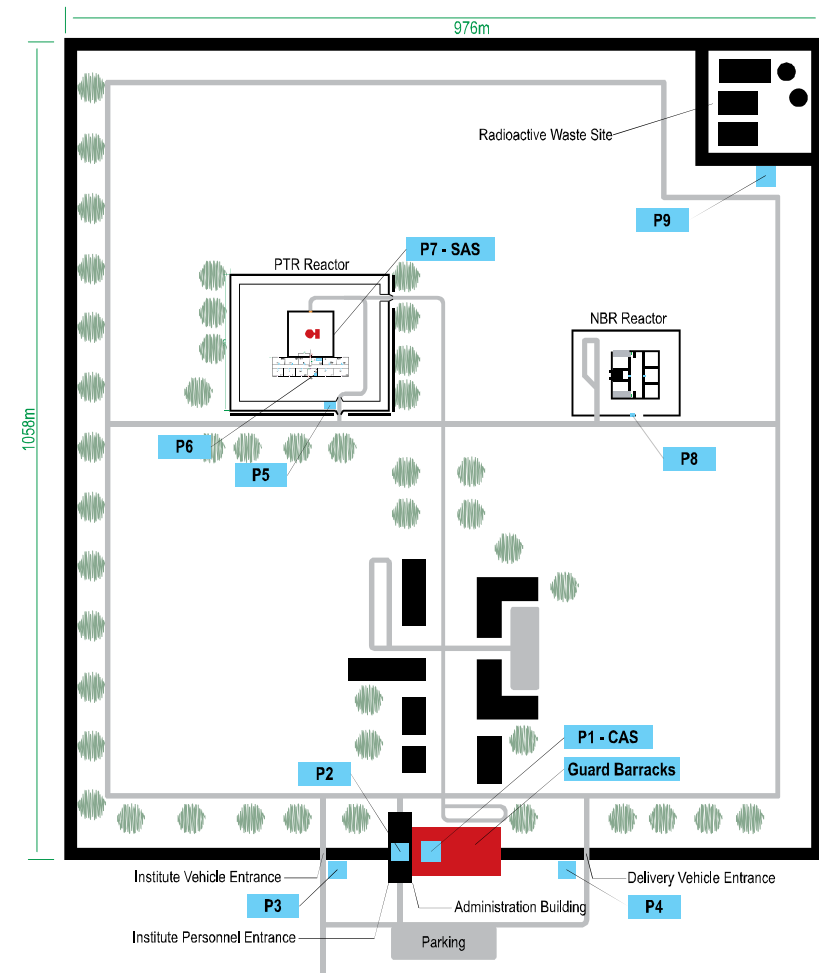 976m
Radioactive Waste Site
P9
P7 - SAS
PTR Reactor
NBR Reactor
1058m
P6
P5
P8
P1 - CAS
P2
Guard Barracks
Institute Vehicle Entrance
Delivery Vehicle Entrance
P3
P4
Administration Building
Institute Personnel Entrance
Parking